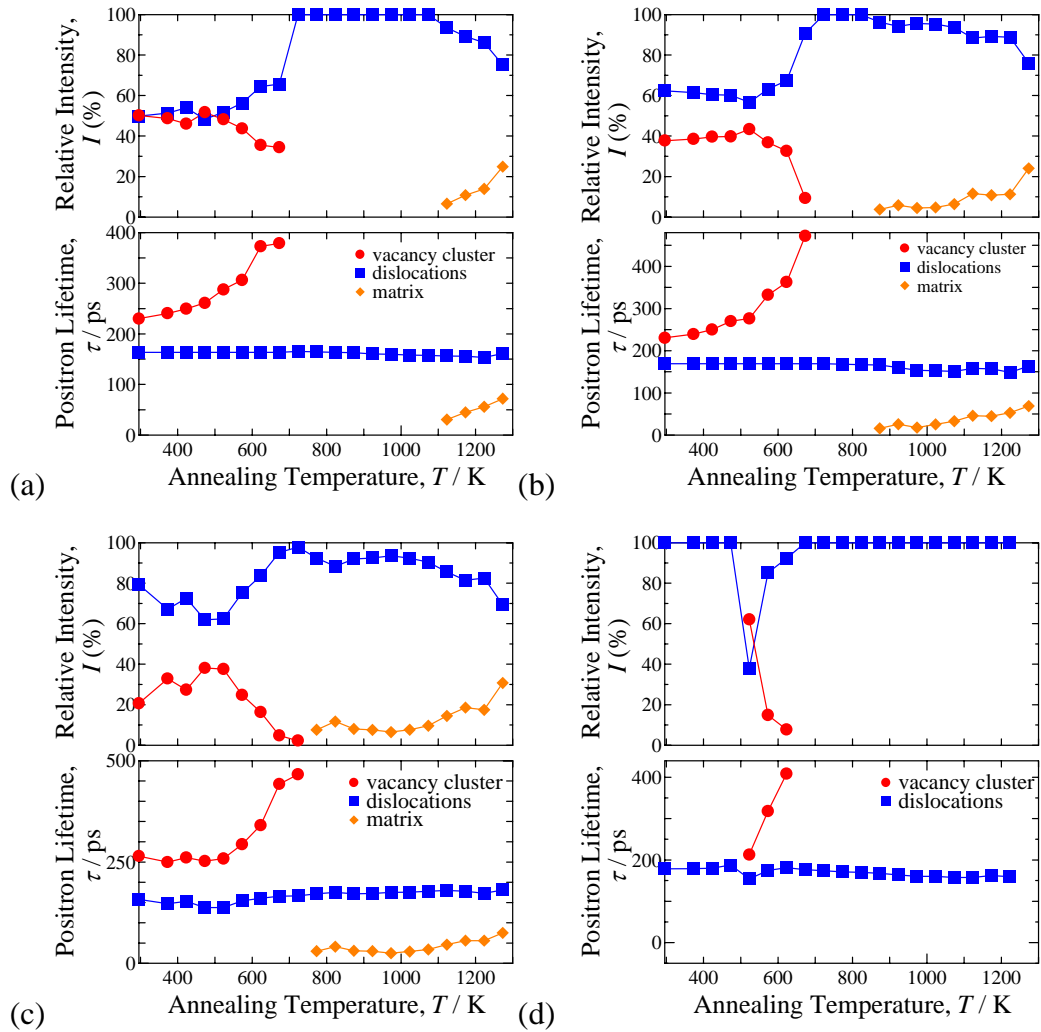 100
80
60
40
20
0
Relative Intensity,
I (%)
400
300
200
100
0
Positron Lifetime,
τ / ps
vacancy cluster
dislocations
matrix
400 600 800 1000 1200
Annealing Temperature, T / K
(a)
100
80
60
40
20
0
Relative Intensity,
I (%)
400
300
200
100
0
Positron Lifetime,
τ / ps
vacancy cluster
dislocations
matrix
400 600 800 1000 1200
Annealing Temperature, T / K
(b)
100
80
60
40
20
0
Relative Intensity,
I (%)
500
250
0
Positron Lifetime,
τ / ps
vacancy cluster
dislocations
matrix
400 600 800 1000 1200
Annealing Temperature, T / K
(c)
100
80
60
40
20
0
Relative Intensity,
I (%)
400
200
0
Positron Lifetime,
τ / ps
vacancy cluster
dislocations
400 600 800 1000 1200
Annealing Temperature, T / K
(d)